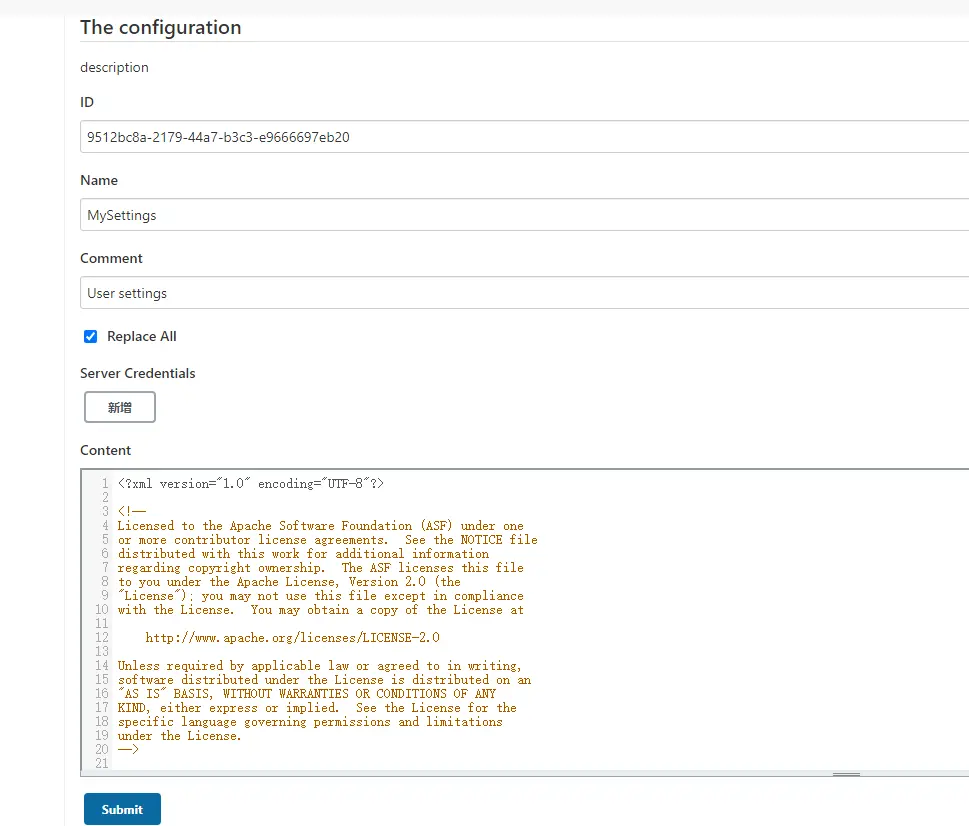 The configuration
description
ID
9512bc8a-2179-44a7-b3c3-e9666697eb20
Name
MySettings
Comment
User settings
Replace All
Server Credentials
新增
Content
1 <?xml version="1.0" encoding="UTF-8"?>
2
3 <!--
4 Licensed to the Apache Software Foundation (ASF) under one
5 or more contributor license agreements.  See the NOTICE file
6 distributed with this work for additional information
7 regarding copyright ownership.  The ASF licenses this file
8 to you under the Apache License, Version 2.0 (the
9 "License"); you may not use this file except in compliance
10 with the License.  You may obtain a copy of the License at
11
12     http://www.apache.org/licenses/LICENSE-2.0
13
14 Unless required by applicable law or agreed to in writing,
15 software distributed under the License is distributed on an
16 "AS IS" BASIS, WITHOUT WARRANTIES OR CONDITIONS OF ANY
17 KIND, either express or implied.  See the License for the
18 specific language governing permissions and limitations
19 under the License.
20 -->
21
Submit